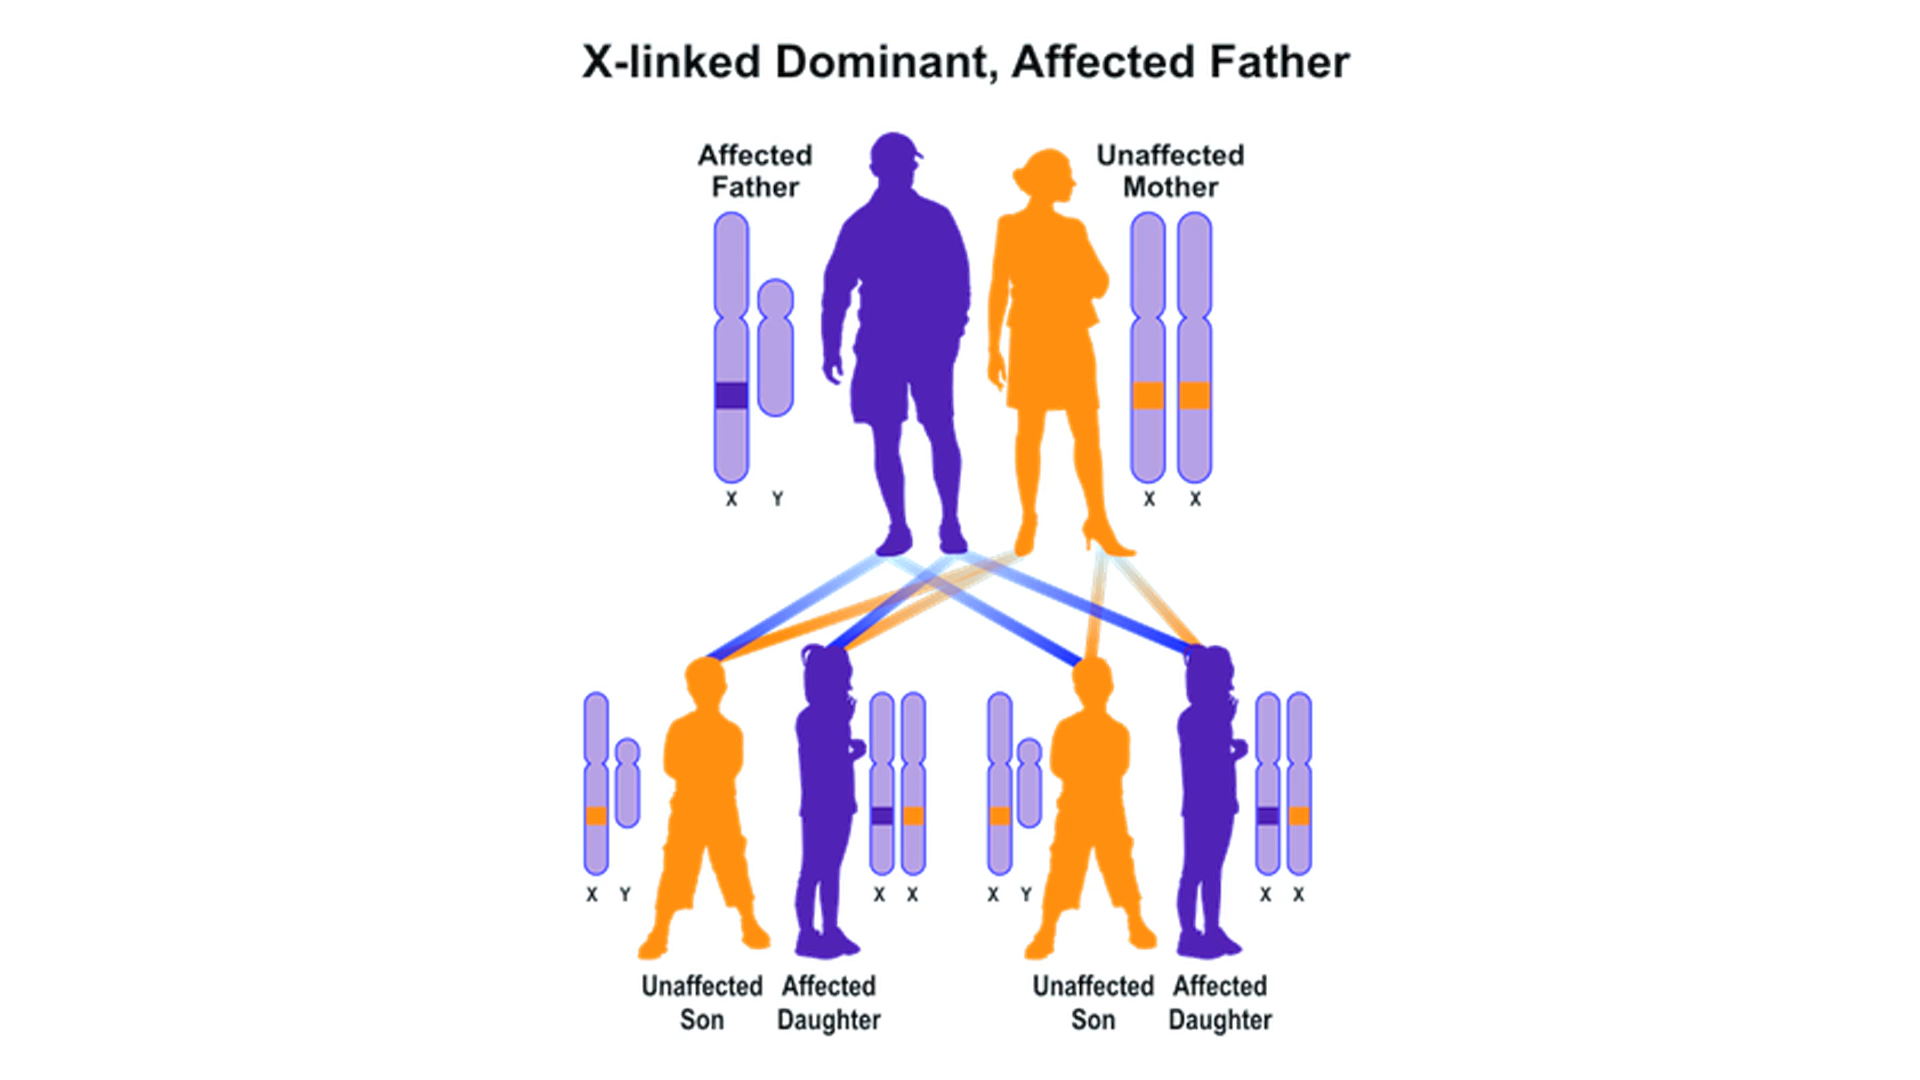 X-linked Dominant, Affected Father
Affected
Father
Unaffected
Mother
X Y
X X
X Y
X X
X Y
X X
Unaffected
Son
Affected
Daughter
Unaffected
Son
Affected
Daughter